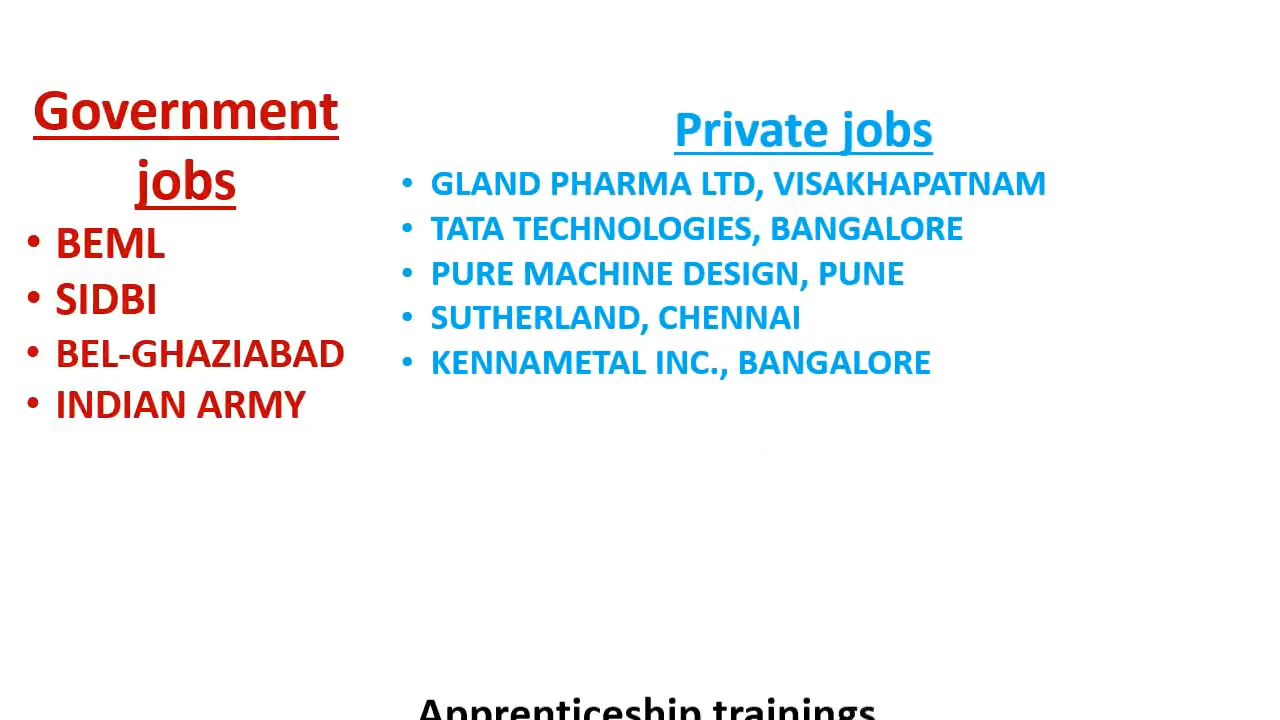 Government
jobs
• BEML
• SIDBI
• BEL-GHAZIABAD
• INDIAN ARMY
Private jobs
• GLAND PHARMA LTD, VISAKHAPATNAM
• TATA TECHNOLOGIES, BANGALORE
• PURE MACHINE DESIGN, PUNE
• SUTHERLAND, CHENNAI
• KENNAMETAL INC., BANGALORE
Apprenticeship trainings